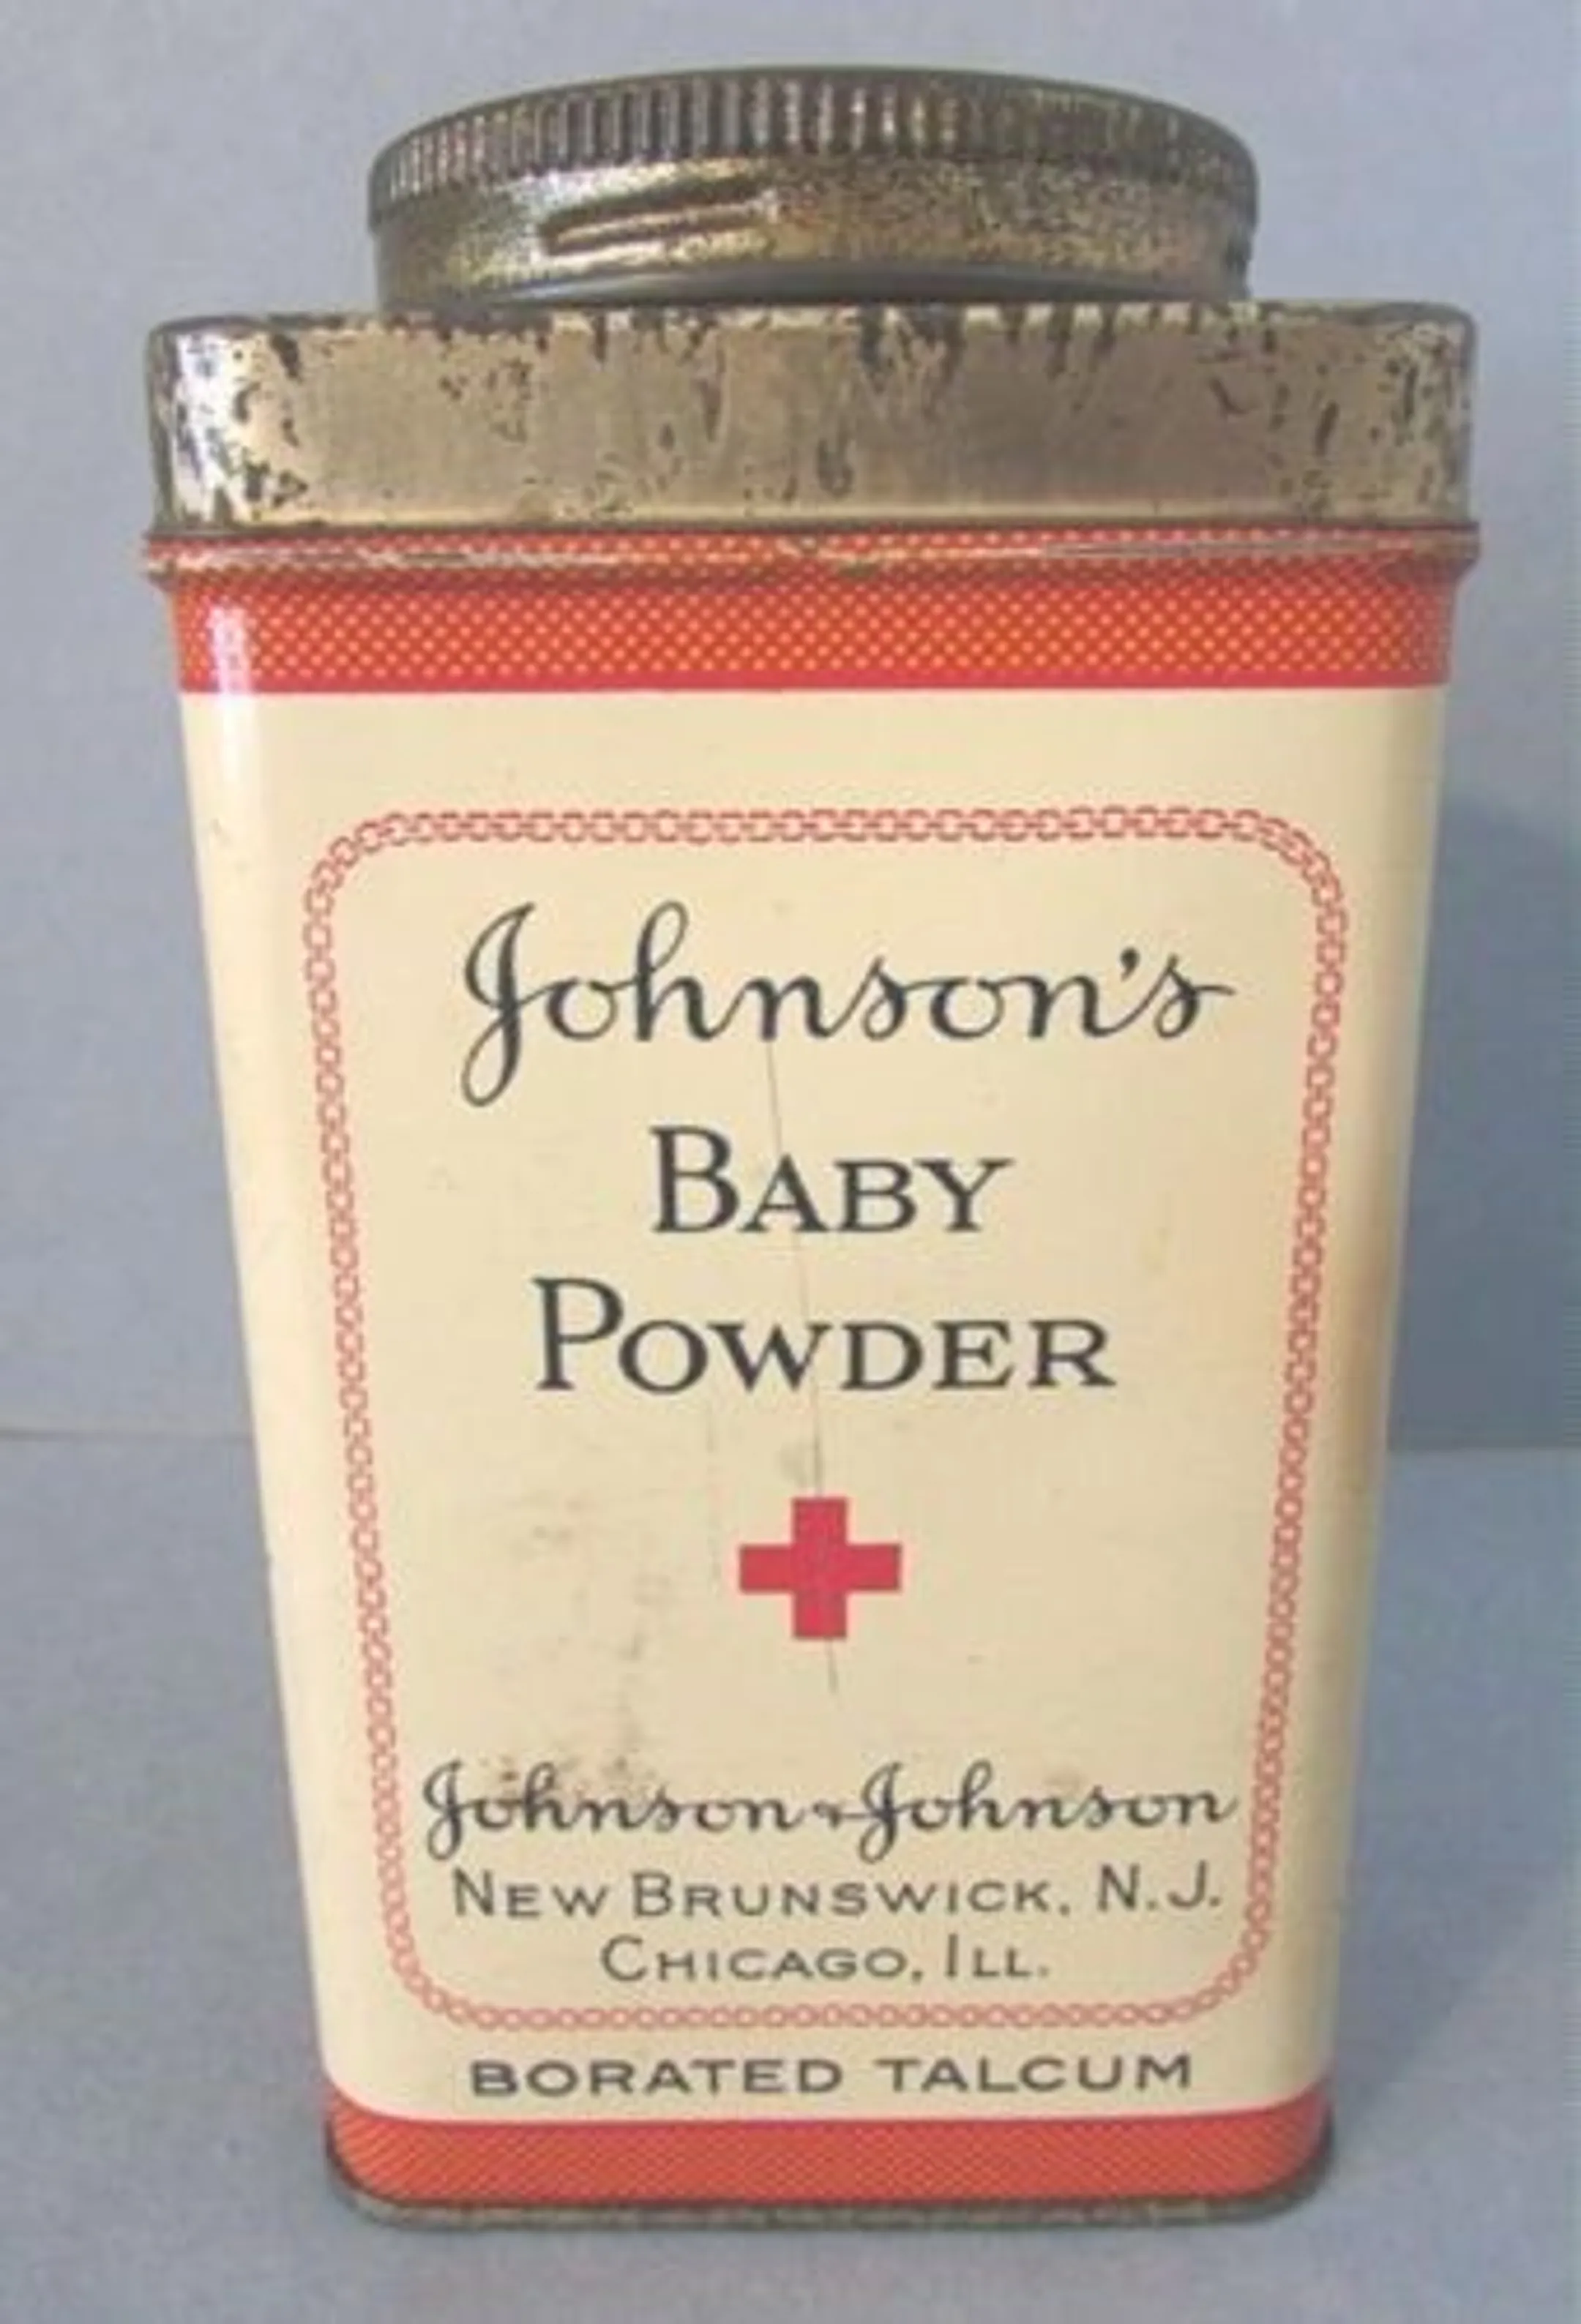 Johnson's
BABY
POWDER
Johnson & Johnson
NEW BRUNSWICK, N.J.
CHICAGO, ILL.
BORATED TALCUM